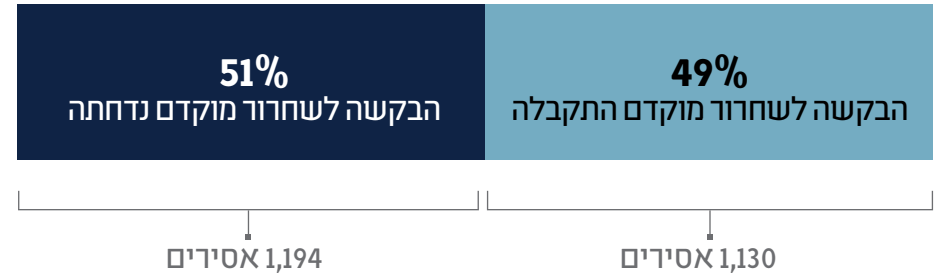 49%
הבקשה לשחרור מוקדם התקבלה
51%
הבקשה לשחרור מוקדם נדחתה
1,130 אסירים
1,194 אסירים